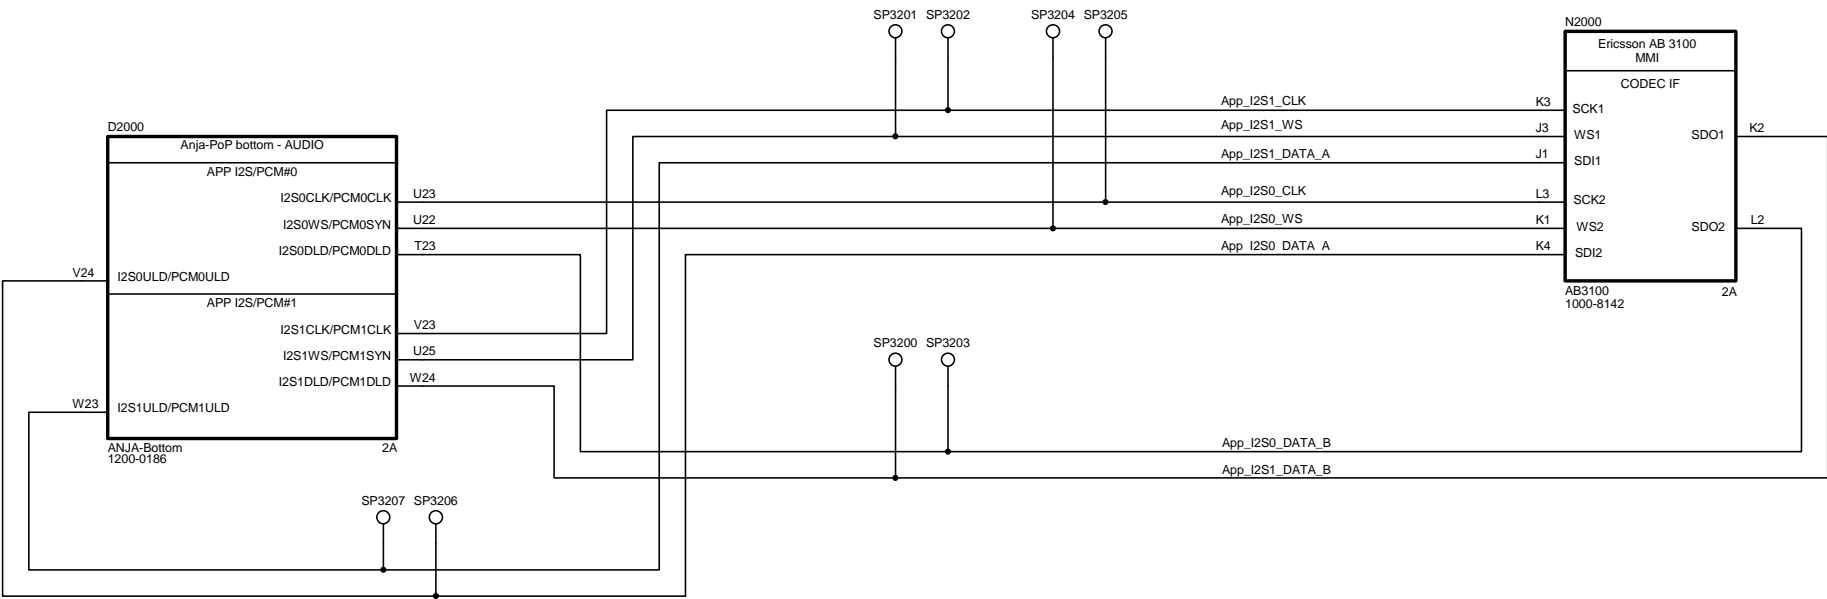 SP3201 SP3202 SP3204 SP3205
N2000
Ericsson AB 3100
MMI
CODEC IF
App_I2S1_CLK K3 SCK1
App_I2S1_WS J3 WS1 SDO1 K2
App_I2S1_DATA_A J1 SDI1
App_I2S0_CLK L3 SCK2
App_I2S0_WS K1 WS2 SDO2 L2
App_I2S0_DATA_A K4 SDI2
AB3100 2A
1000-8142
D2000
Anja-PoP bottom - AUDIO
APP I2S/PCM#0
I2S0CLK/PCM0CLK U23
I2S0WS/PCM0SYN U22
I2S0DLD/PCM0DLD T23
V24 I2S0ULD/PCM0ULD
APP I2S/PCM#1
I2S1CLK/PCM1CLK V23
I2S1WS/PCM1SYN U25
I2S1DLD/PCM1DLD W24
W23 I2S1ULD/PCM1ULD
ANJA-Bottom 2A
1200-0186
SP3200 SP3203
App_I2S0_DATA_B
App_I2S1_DATA_B
SP3207 SP3206